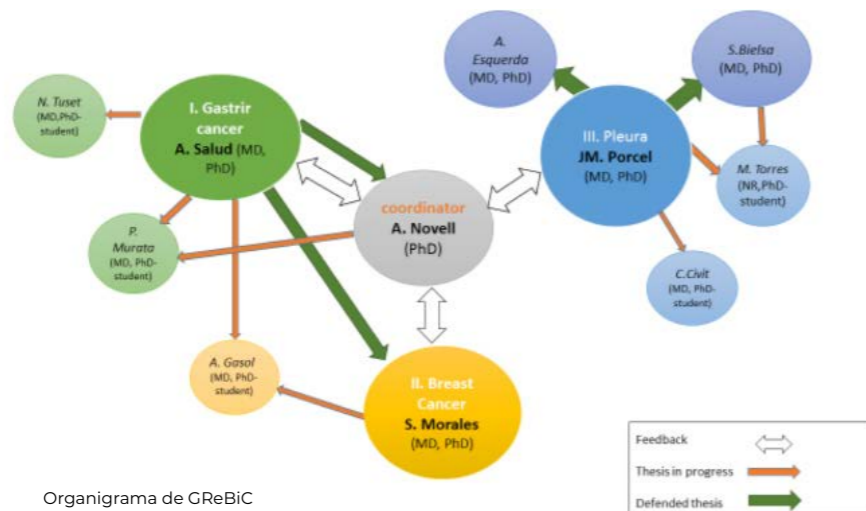 A.
Esquerda
(MD, PhD)
S.Bielsa
(MD, PhD)
N. Tuset
(MD,PhD-
student)
I. Gastrir
cancer
A. Salud (MD,
PhD)
III. Pleura
JM. Porcel
(MD, PhD)
M. Torres
(NR,PhD-
student)
coordinator
A. Novell
(PhD)
P.
Murata
(MD, PhD-
student)
C.Civit
(MD, PhD-
student)
A. Gasol
(MD, PhD-
student)
II. Breast
Cancer
S. Morales
(MD, PhD)
Feedback
Thesis in progress
Defended thesis
Organigrama de GReBiC